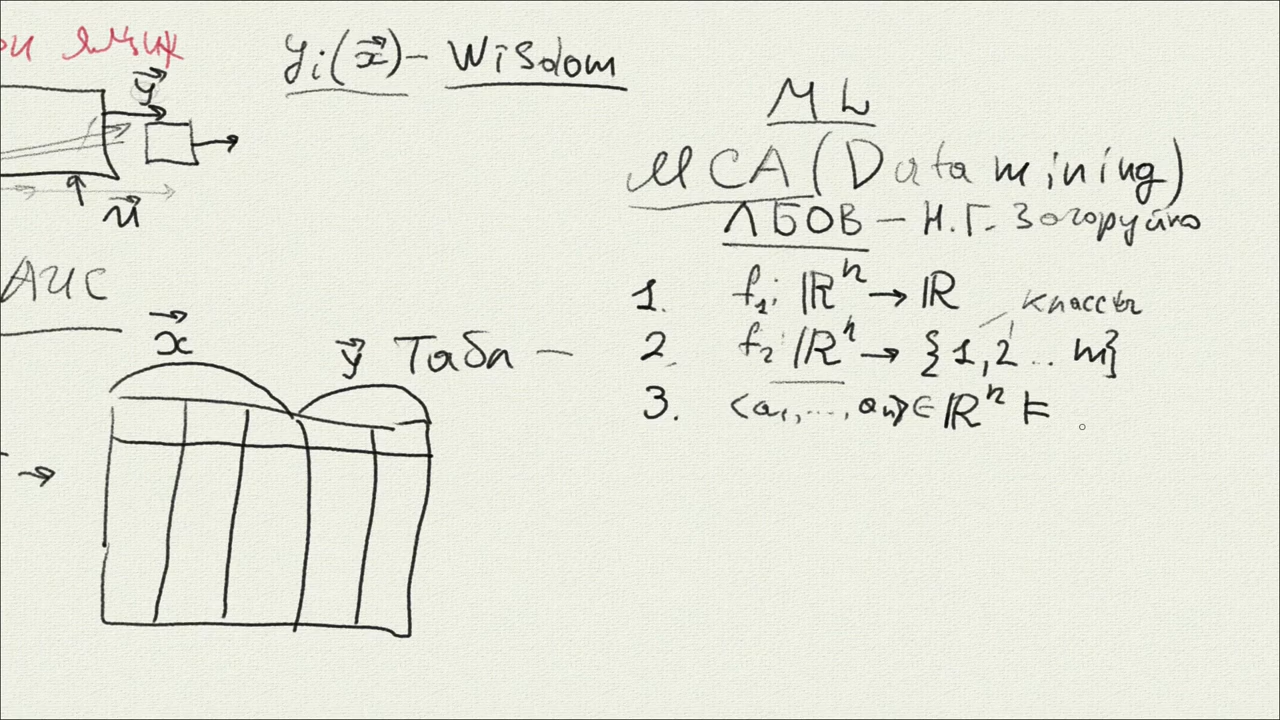 y⃗
u⃗
АИС
x⃗
y⃗ Табл —
yᵢ(x⃗) – Wisdom
ML
МСА (Data mining)
ЛБОВ — Н.Г. Загоруйко
1. f₁: ℝⁿ → ℝ
классы
2. f₂: ℝⁿ → {1,2 ... m}
3. <a₁, ..., aₙ> ∈ ℝⁿ ⊨